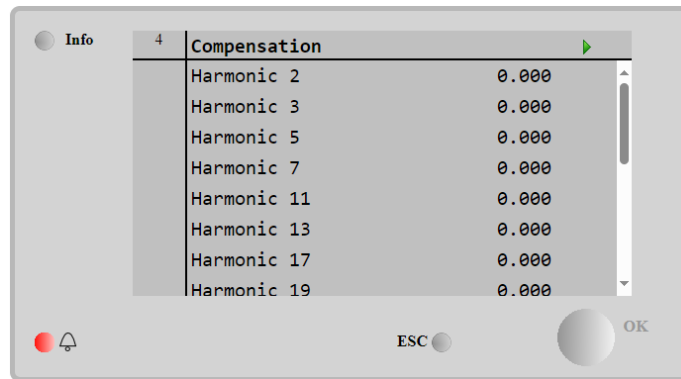 Info
4 Compensation
Harmonic 2 0.000
Harmonic 3 0.000
Harmonic 5 0.000
Harmonic 7 0.000
Harmonic 11 0.000
Harmonic 13 0.000
Harmonic 17 0.000
Harmonic 19 0.000
OK
ESC